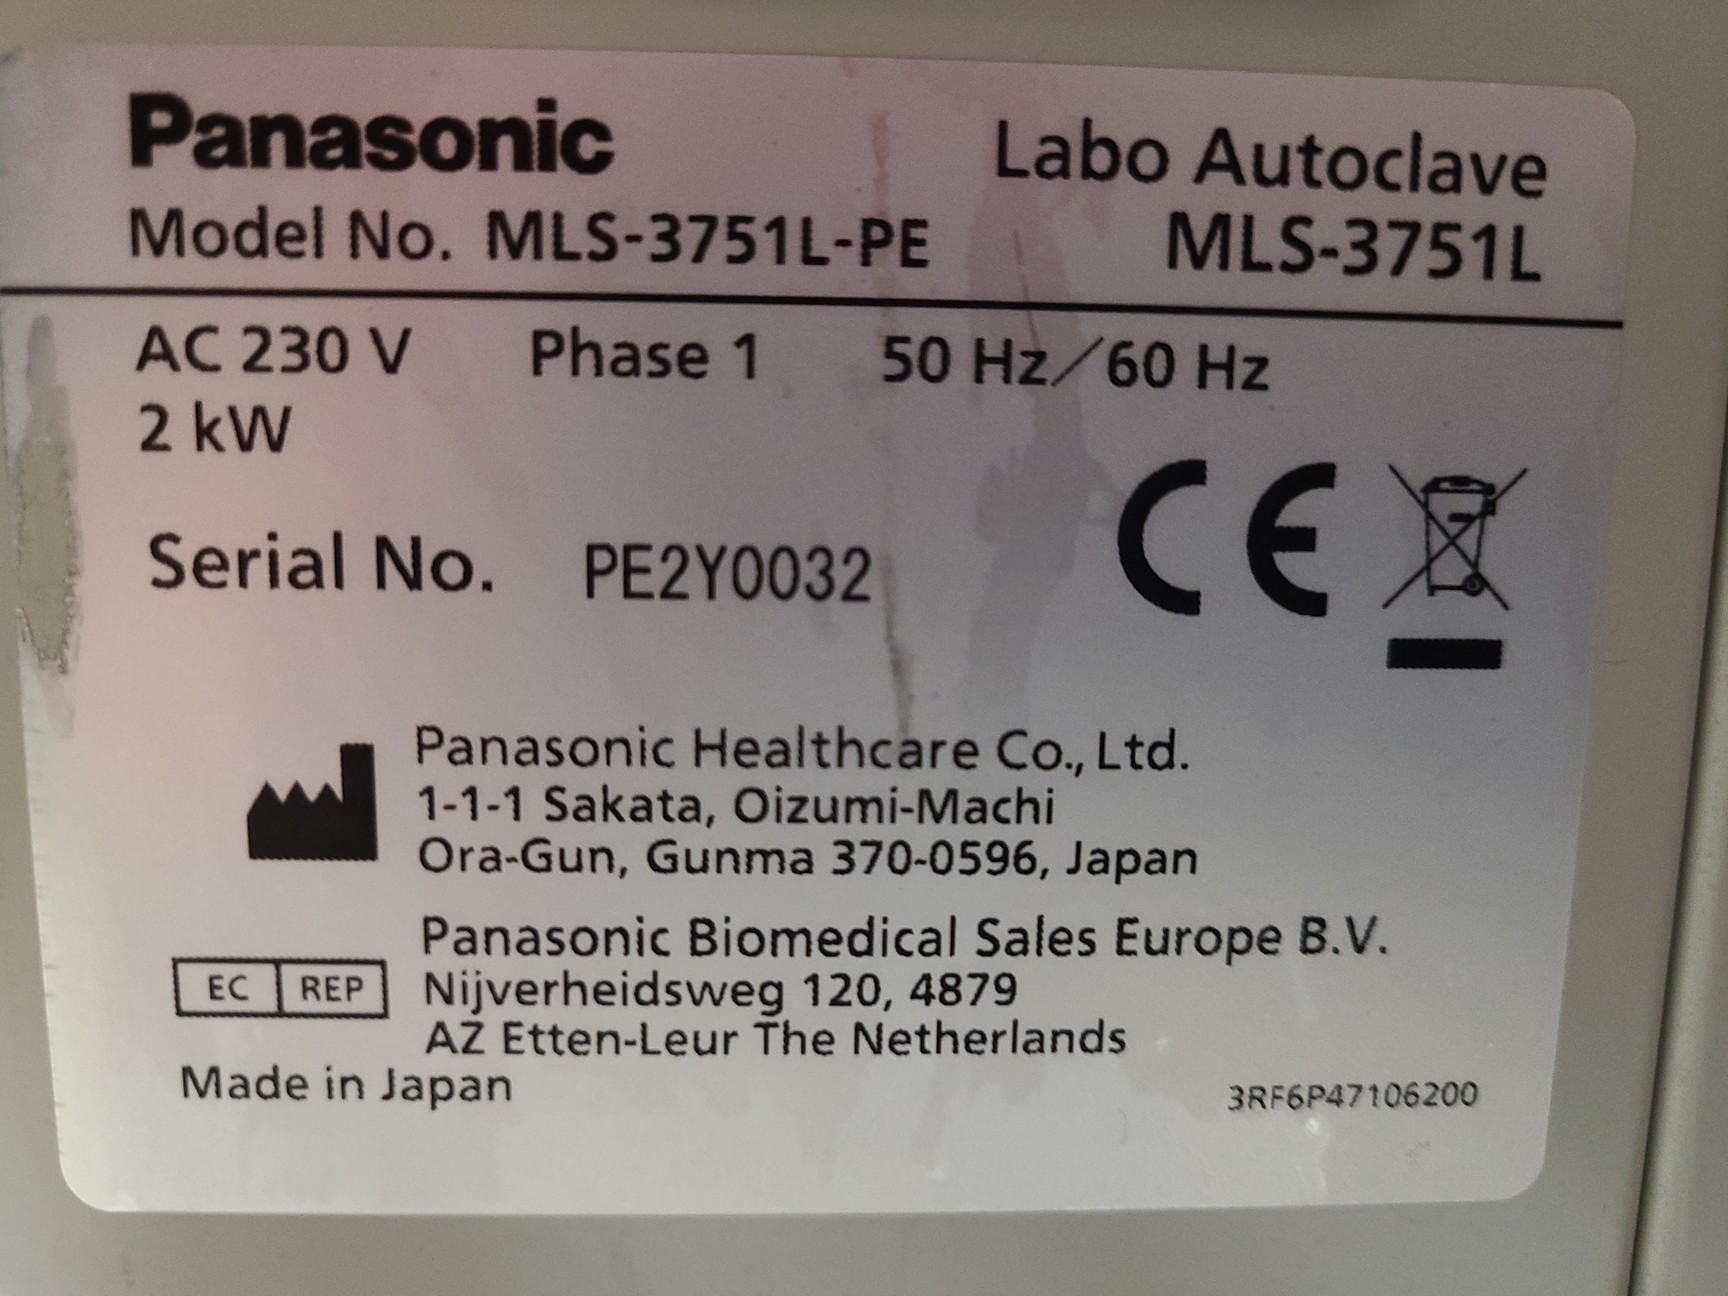 Panasonic
Labo Autoclave
Model No. MLS-3751L-PE
MLS-3751L
AC 230 V Phase 1 50 Hz/60 Hz
2 kW
CE
Serial No. PE2Y0032
Panasonic Healthcare Co., Ltd.
1-1-1 Sakata, Oizumi-Machi
Ora-Gun, Gunma 370-0596, Japan
EC REP
Panasonic Biomedical Sales Europe B.V.
Nijverheidsweg 120, 4879
AZ Etten-Leur The Netherlands
Made in Japan
3RF6P47106200